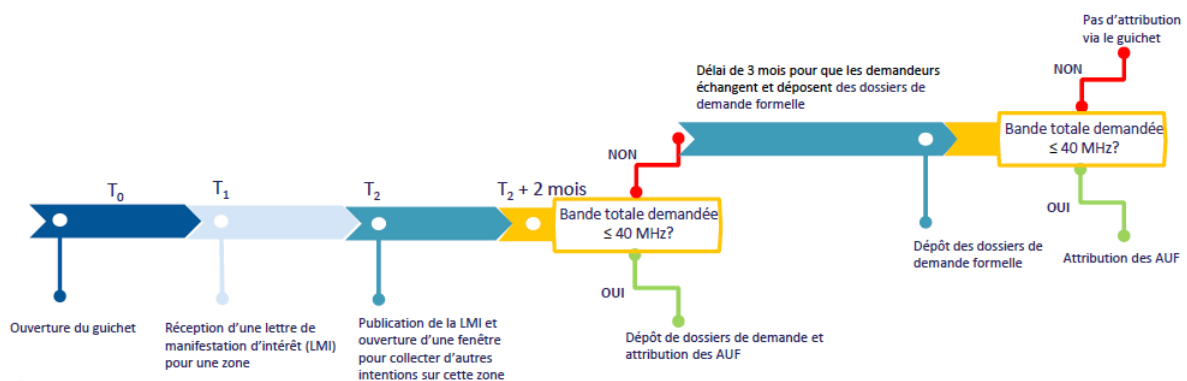 Pas d'attribution
via le guichet
NON
Délai de 3 mois pour que les demandeurs
échangent et déposent des dossiers de
demande formelle
Bande totale demandée
≤ 40 MHz?
NON
OUI
Dépôt des dossiers de
demande formelle
Attribution des AUF
T0
T1
T2
T2 + 2 mois
Bande totale demandée
≤ 40 MHz?
OUI
Ouverture du guichet
Réception d'une lettre de
manifestation d'intérêt (LMI)
pour une zone
Publication de la LMI et
ouverture d'une fenêtre
pour collecter d'autres
intentions sur cette zone
Dépôt de dossiers de demande et
attribution des AUF